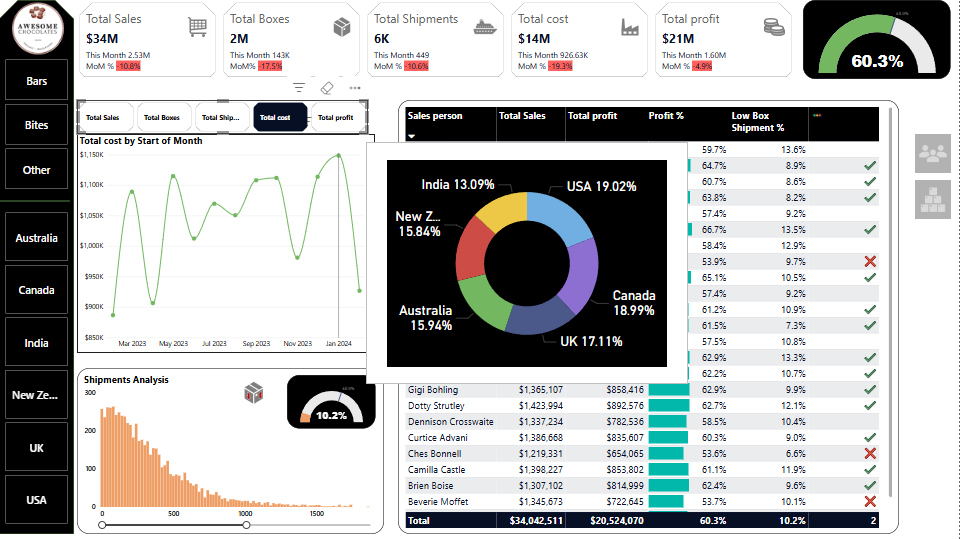 AWESOME
CHOCOLATES
Bars
Bites
Other
Australia
Canada
India
New Ze...
UK
USA
Total Sales
$34M
This Month 2.53M
MoM % -10.8%
Total Boxes
2M
This Month 143K
MoM% -17.5%
Total Shipments
6K
This Month 449
MoM % -10.6%
Total cost
$14M
This Month 926.63K
MoM % -19.3%
Total profit
$21M
This Month 1.60M
MoM % -4.9%
60.3%
Total Sales
Total Boxes
Total Ship...
Total cost
Total profit
Total cost by Start of Month
$1,150K
$1,100K
$1,050K
$1,000K
$950K
$900K
$850K
Mar 2023 May 2023 Jul 2023 Sep 2023 Nov 2023 Jan 2024
Shipments Analysis
10.2%
300
200
100
0
0 500 1000 1500
India 13.09%
USA 19.02%
New Z...
15.84%
Canada
18.99%
Australia
15.94%
UK 17.11%
Sales person Total Sales Total profit Profit % Low Box
Shipment %
59.7% 13.6%
64.7% 8.9%
60.7% 8.6%
63.8% 8.2%
57.4% 9.2%
66.7% 13.5%
58.4% 12.9%
53.9% 9.7%
65.1% 10.5%
57.4% 9.2%
61.2% 10.9%
61.5% 7.3%
57.5% 10.8%
62.9% 13.3%
62.2% 10.7%
Gigi Bohling $1,365,107 $858,416 62.9% 9.9%
Dotty Strutley $1,423,994 $892,576 62.7% 12.1%
Dennison Crosswaite $1,337,234 $782,536 58.5% 10.4%
Curtice Advani $1,386,668 $835,607 60.3% 9.0%
Ches Bonnell $1,219,331 $654,065 53.6% 6.6%
Camilla Castle $1,398,227 $853,802 61.1% 11.9%
Brien Boise $1,307,102 $814,999 62.4% 9.6%
Beverie Moffet $1,345,673 $722,645 53.7% 10.1%
Total $34,042,511 $20,524,070 60.3% 10.2% 2